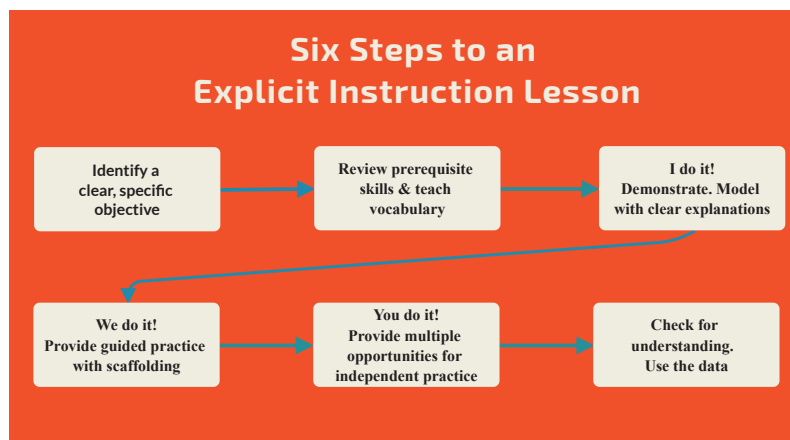 Six Steps to an
Explicit Instruction Lesson
Identify a
clear, specific
objective
Review prerequisite
skills & teach
vocabulary
I do it!
Demonstrate. Model
with clear explanations
We do it!
Provide guided practice
with scaffolding
You do it!
Provide multiple
opportunities for
independent practice
Check for
understanding.
Use the data